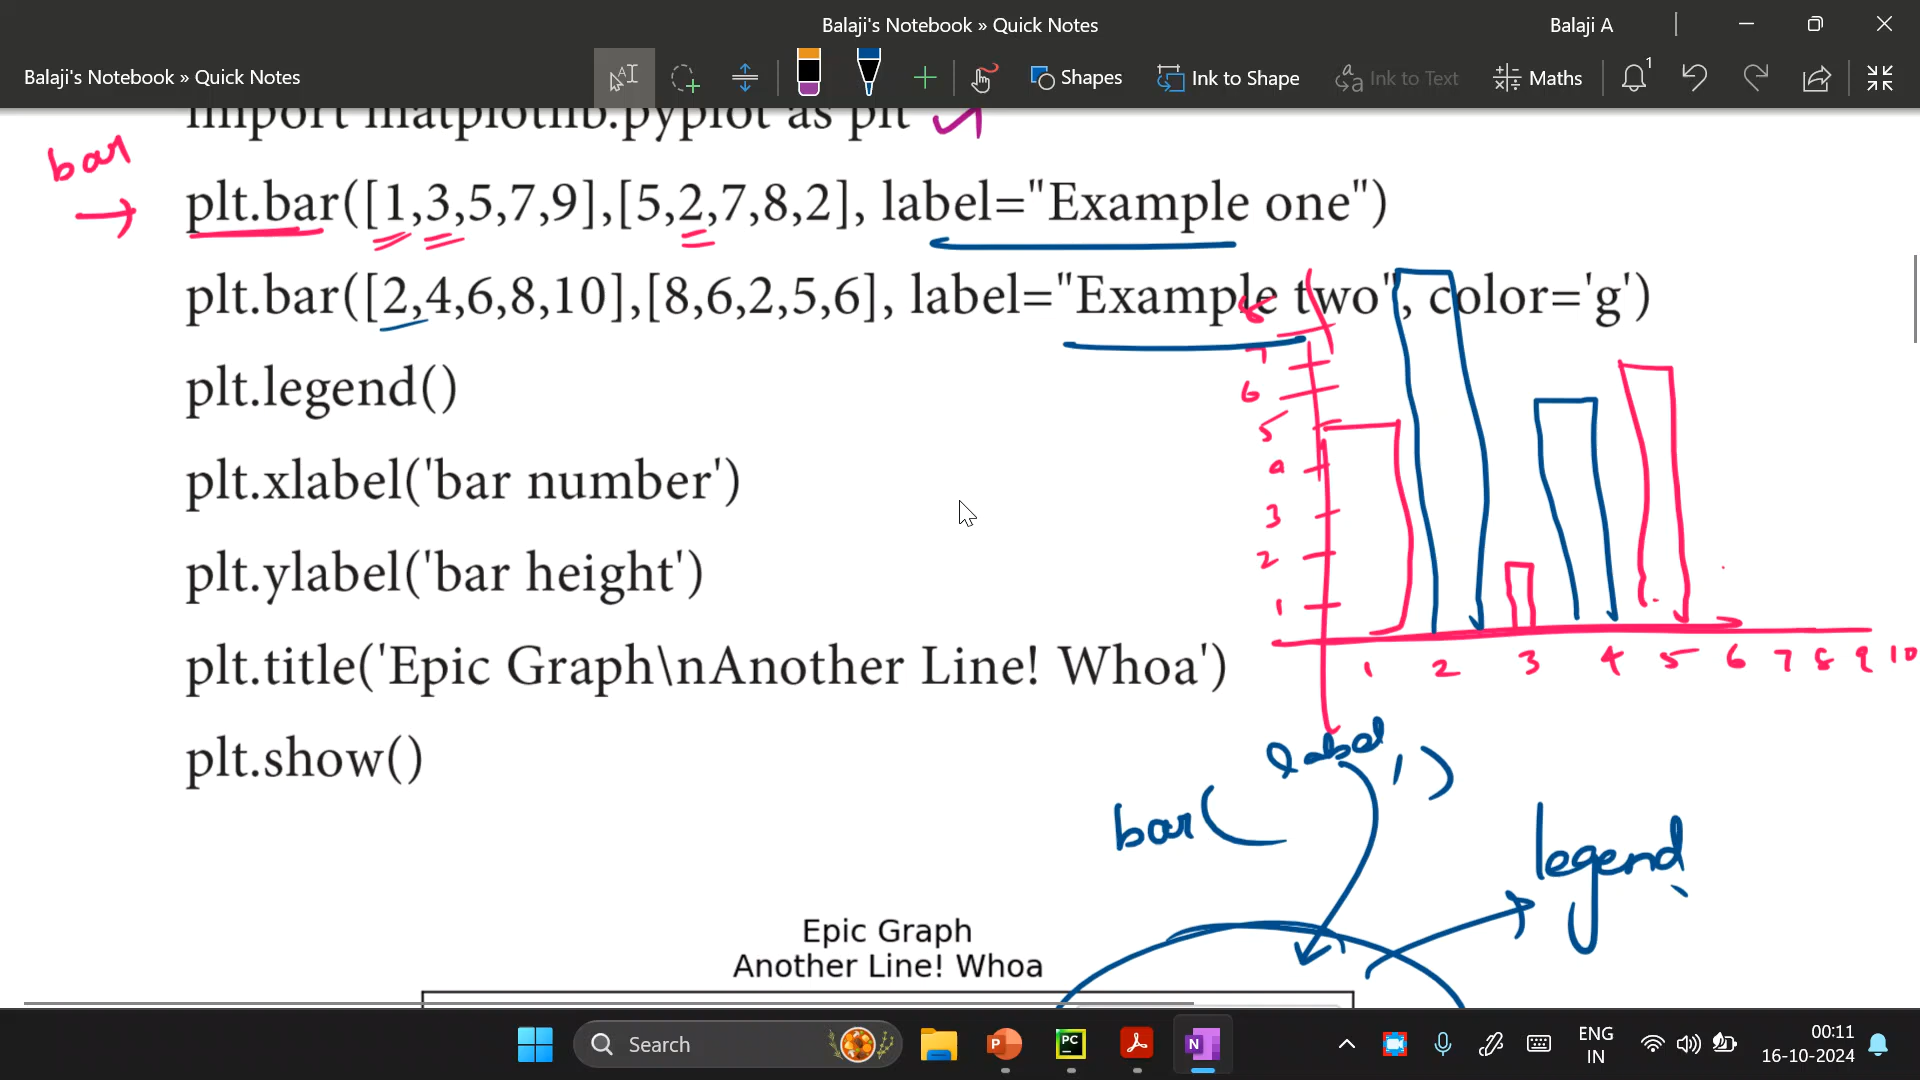 Balaji's Notebook » Quick Notes
Balaji A
Balaji's Notebook » Quick Notes
Shapes
Ink to Shape
Ink to Text
Maths
1
import matplotlib.pyplot as plt
bar
plt.bar([1,3,5,7,9],[5,2,7,8,2], label="Example one")
plt.bar([2,4,6,8,10],[8,6,2,5,6], label="Example two", color='g')
plt.legend()
plt.xlabel('bar number')
plt.ylabel('bar height')
plt.title('Epic Graph\nAnother Line! Whoa')
plt.show()
8
7
6
5
4
3
2
1
1 2 3 4 5 6 7 8 9 10
label, )
bar(
legend
Epic Graph
Another Line! Whoa
Search
P
PC
N
ENG
IN
00:11
16-10-2024